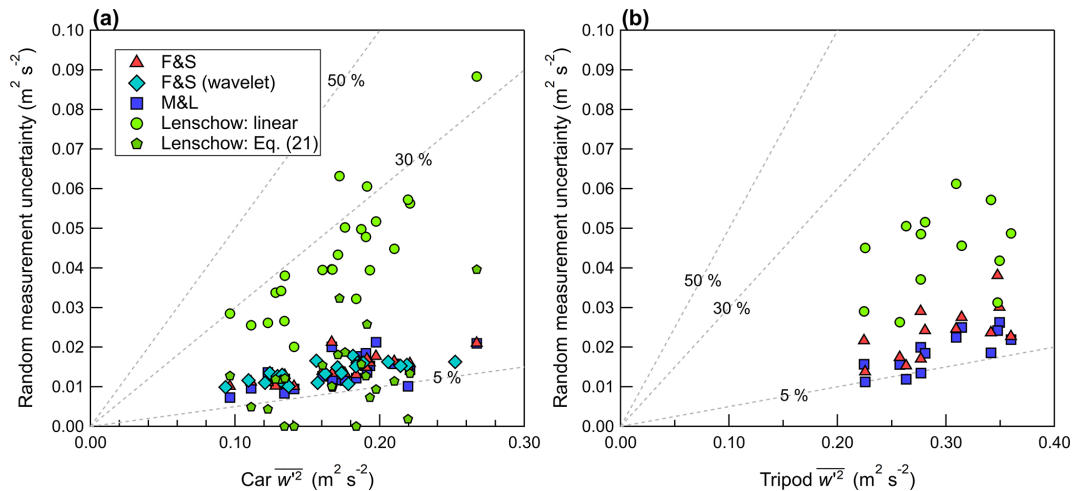 (a)
(b)
0.10
0.09
0.08
0.07
0.06
0.05
0.04
0.03
0.02
0.01
0.00
Random measurement uncertainty (m² s⁻²)
F&S
F&S (wavelet)
M&L
Lenschow: linear
Lenschow: Eq. (21)
50 %
30 %
5 %
0.00 0.10 0.20 0.30
Car w'² (m² s⁻²)
0.10
0.09
0.08
0.07
0.06
0.05
0.04
0.03
0.02
0.01
0.00
Random measurement uncertainty (m² s⁻²)
50 %
30 %
5 %
0.00 0.10 0.20 0.30 0.40
Tripod w'² (m² s⁻²)